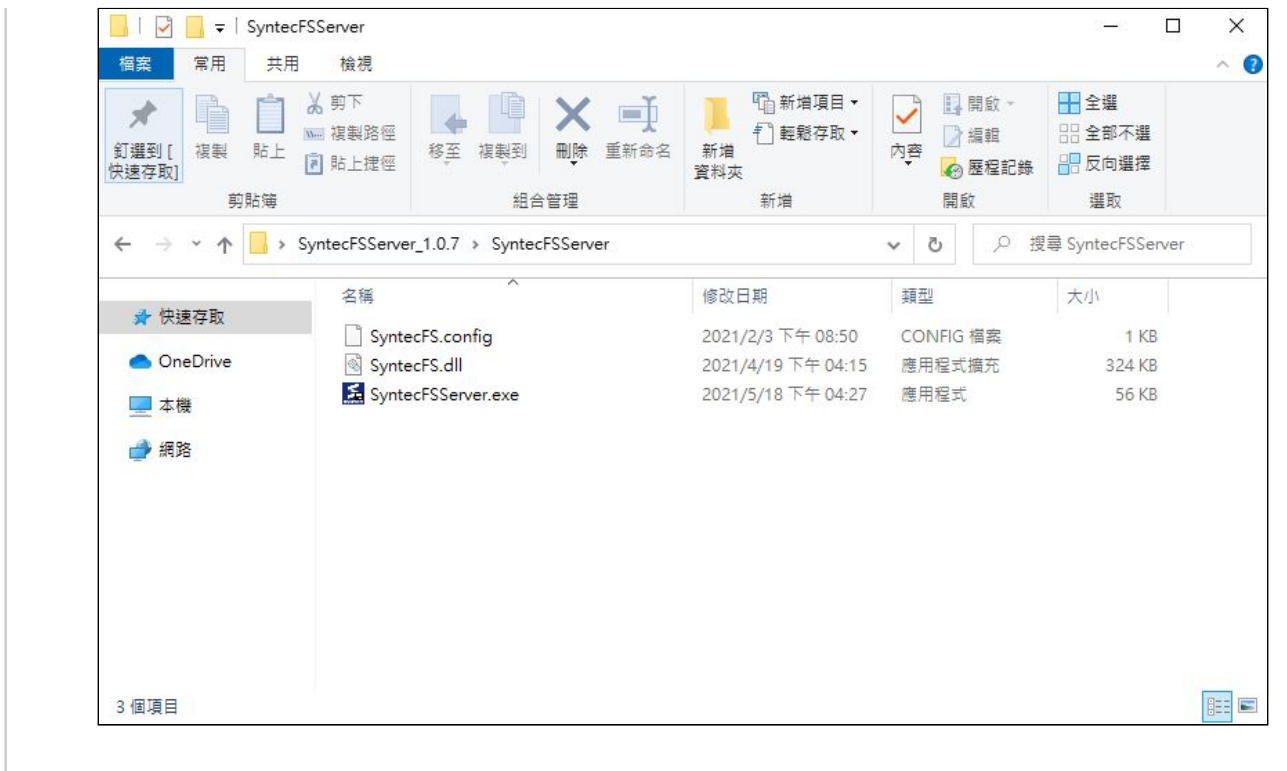 SyntecFSServer
檔案 常用 共用 檢視
釘選到 [
快速存取]
複製
貼上
剪下
複製路徑
貼上捷徑
剪貼簿
移至
複製到
刪除
重新命名
組合管理
新增
資料夾
新增項目
輕鬆存取
新增
內容
開啟
編輯
歷程記錄
開啟
全選
全部不選
反向選擇
選取
SyntecFSServer_1.0.7 SyntecFSServer
搜尋 SyntecFSServer
快速存取
OneDrive
本機
網路
名稱 修改日期 類型 大小
SyntecFS.config 2021/2/3 下午 08:50 CONFIG 檔案 1 KB
SyntecFS.dll 2021/4/19 下午 04:15 應用程式擴充 324 KB
SyntecFSServer.exe 2021/5/18 下午 04:27 應用程式 56 KB
3 個項目